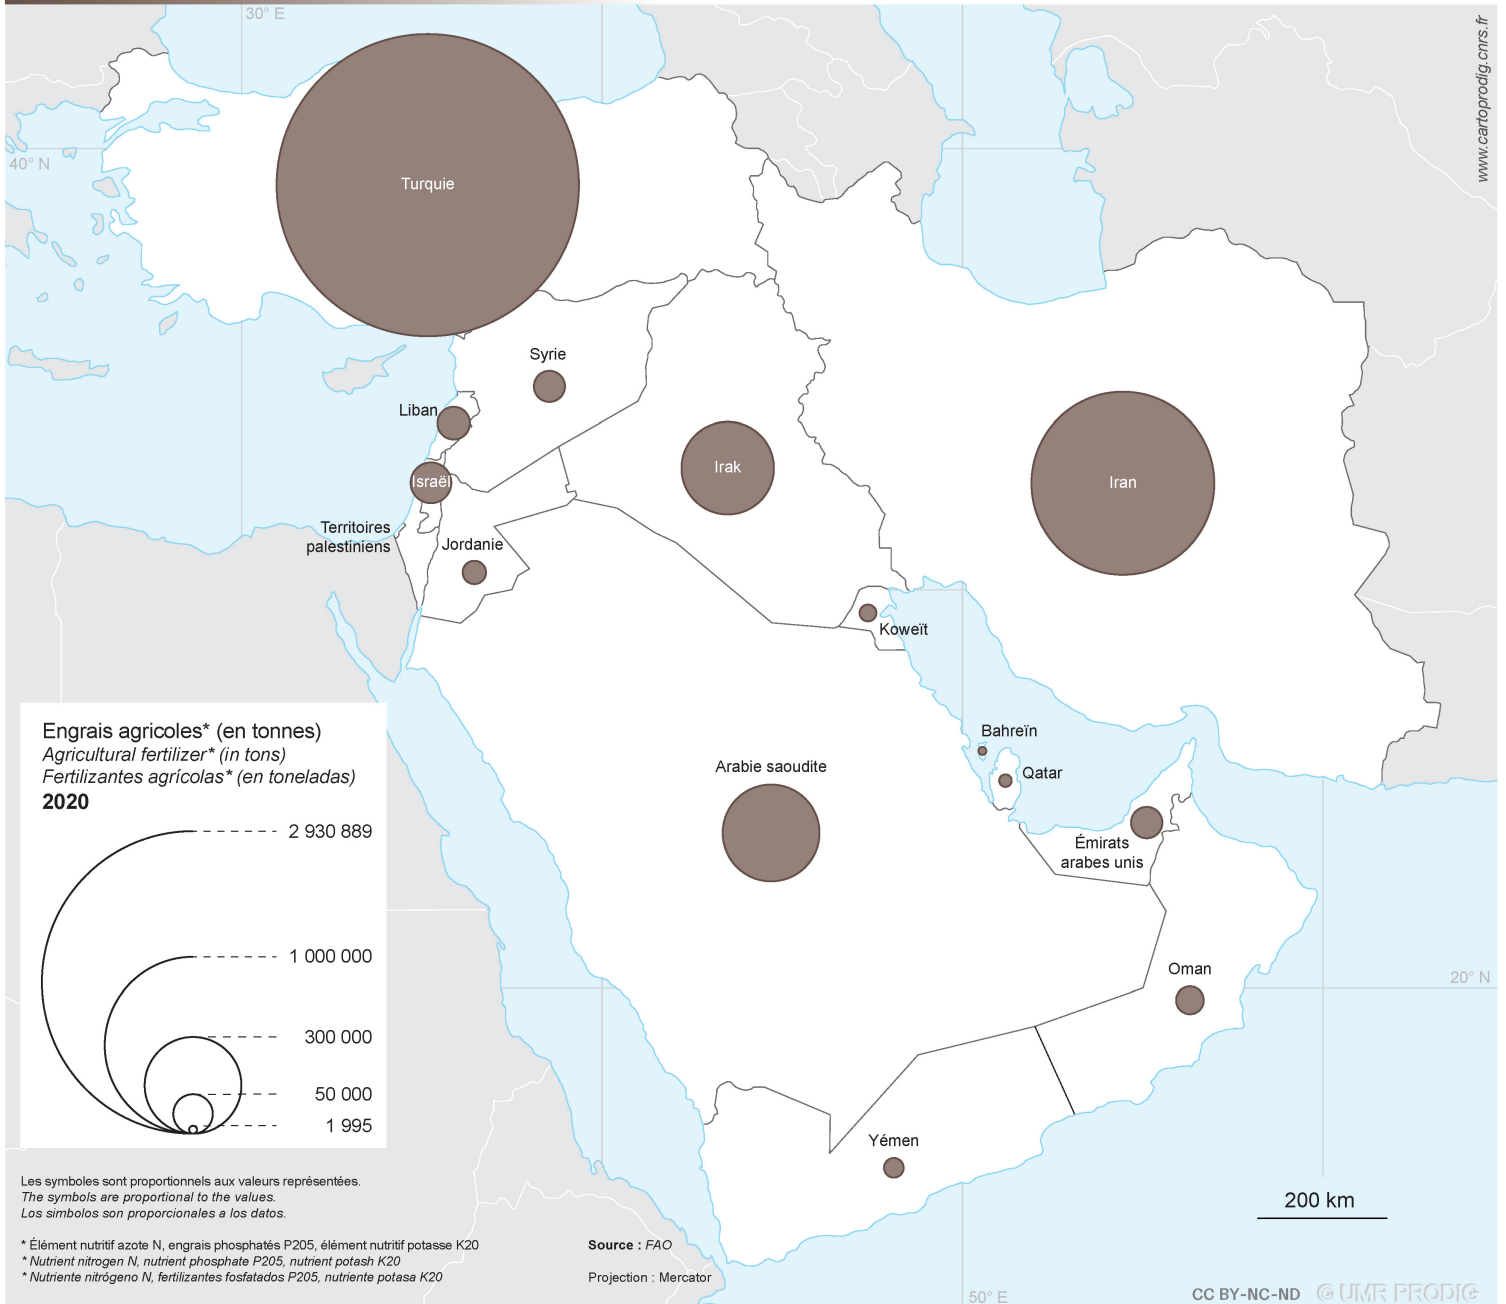 30° E
www.cartoprodig.cnrs.fr
40° N
Turquie
Syrie
Liban
Irak
Israël
Iran
Territoires
palestiniens
Jordanie
Koweït
Bahreïn
Qatar
Arabie saoudite
Émirats
arabes unis
Oman
20° N
Yémen
Engrais agricoles* (en tonnes)
Agricultural fertilizer* (in tons)
Fertilizantes agrícolas* (en toneladas)
2020
2 930 889
1 000 000
300 000
50 000
1 995
Les symboles sont proportionnels aux valeurs représentées.
The symbols are proportional to the values.
Los simbolos son proporcionales a los datos.
* Élément nutritif azote N, engrais phosphatés P205, élément nutritif potasse K20
* Nutrient nitrogen N, nutrient phosphate P205, nutrient potash K20
* Nutriente nitrógeno N, fertilizantes fosfatados P205, nutriente potasa K20
Source : FAO
Projection : Mercator
200 km
50° E
CC BY-NC-ND © UMR PRODIG